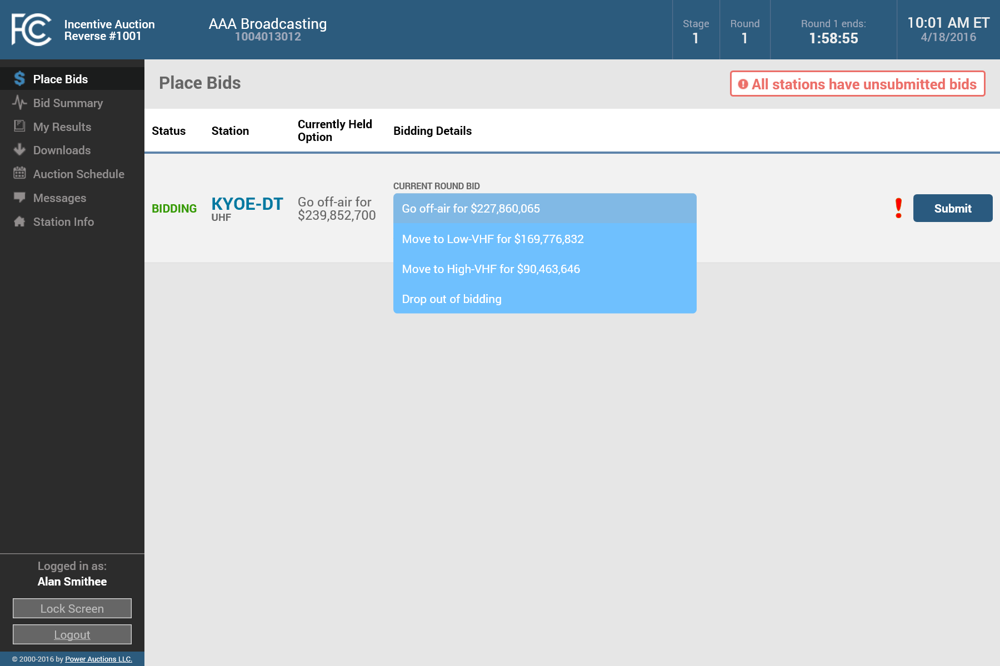 FCC
Incentive Auction
Reverse #1001
AAA Broadcasting
1004013012
Stage
1
Round
1
Round 1 ends:
1:58:55
10:01 AM ET
4/18/2016
Place Bids
Bid Summary
My Results
Downloads
Auction Schedule
Messages
Station Info
Logged in as:
Alan Smithee
Lock Screen
Logout
© 2000-2016 by Power Auctions LLC.
Place Bids
All stations have unsubmitted bids
Status
Station
Currently Held
Option
Bidding Details
BIDDING
KYOE-DT
UHF
Go off-air for
$239,852,700
CURRENT ROUND BID
Go off-air for $227,860,065
Move to Low-VHF for $169,776,832
Move to High-VHF for $90,463,646
Drop out of bidding
Submit